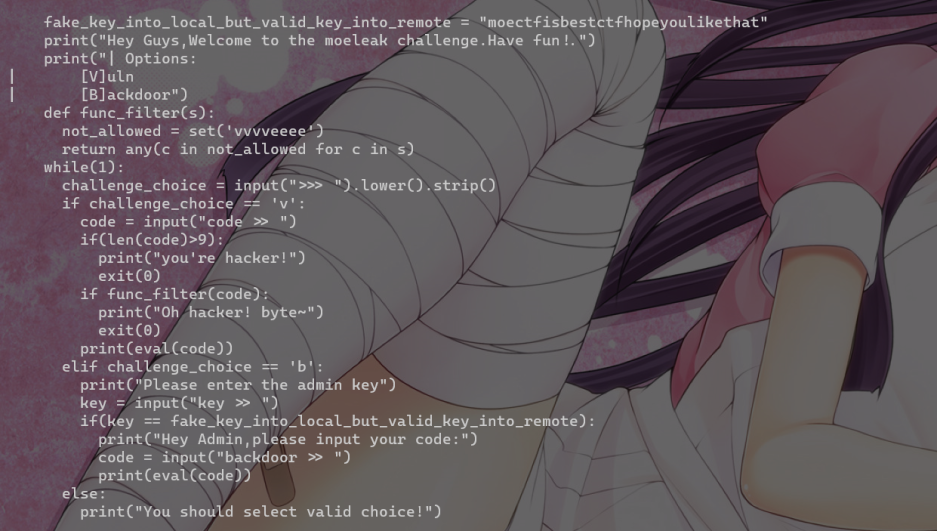 fake_key_into_local_but_valid_key_into_remote = "moectfisbestctfhopeyoulikethat"
print("Hey Guys,Welcome to the moeleak challenge.Have fun!.")
print("| Options:
|       [V]uln
|       [B]ackdoor")
def func_filter(s):
  not_allowed = set('vvvveeee')
  return any(c in not_allowed for c in s)
while(1):
  challenge_choice = input(">>> ").lower().strip()
  if challenge_choice == 'v':
    code = input("code >> ")
    if(len(code)>9):
      print("you're hacker!")
      exit(0)
    if func_filter(code):
      print("Oh hacker! byte~")
      exit(0)
    print(eval(code))
  elif challenge_choice == 'b':
    print("Please enter the admin key")
    key = input("key >> ")
    if(key == fake_key_into_local_but_valid_key_into_remote):
      print("Hey Admin,please input your code:")
      code = input("backdoor >> ")
      print(eval(code))
  else:
    print("You should select valid choice!")